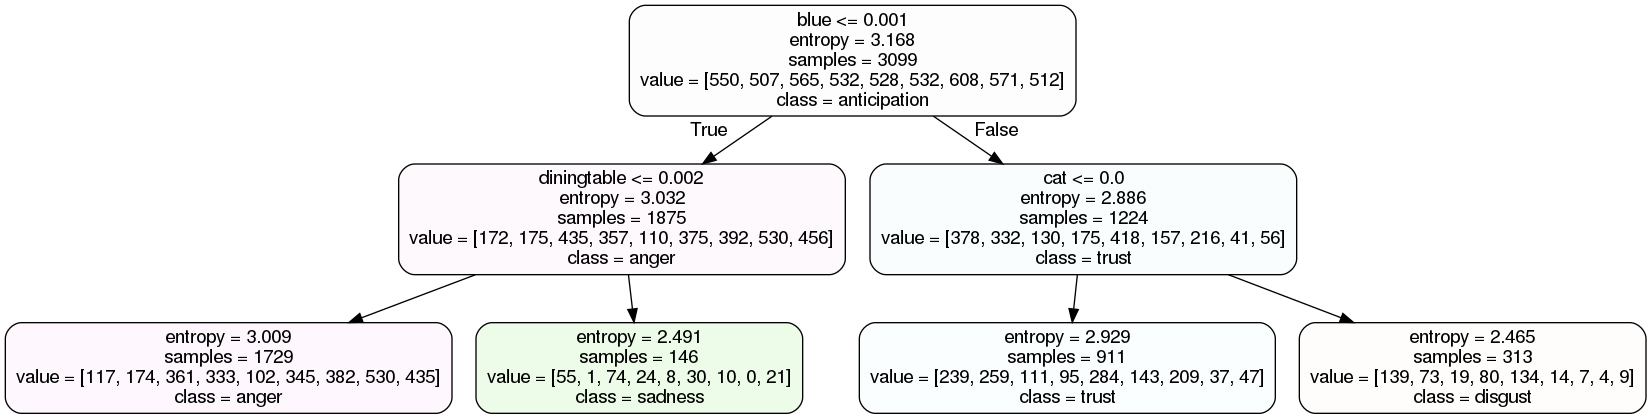 blue <= 0.001
entropy = 3.168
samples = 3099
value = [550, 507, 565, 532, 528, 532, 608, 571, 512]
class = anticipation
True
False
diningtable <= 0.002
entropy = 3.032
samples = 1875
value = [172, 175, 435, 357, 110, 375, 392, 530, 456]
class = anger
cat <= 0.0
entropy = 2.886
samples = 1224
value = [378, 332, 130, 175, 418, 157, 216, 41, 56]
class = trust
entropy = 3.009
samples = 1729
value = [117, 174, 361, 333, 102, 345, 382, 530, 435]
class = anger
entropy = 2.491
samples = 146
value = [55, 1, 74, 24, 8, 30, 10, 0, 21]
class = sadness
entropy = 2.929
samples = 911
value = [239, 259, 111, 95, 284, 143, 209, 37, 47]
class = trust
entropy = 2.465
samples = 313
value = [139, 73, 19, 80, 134, 14, 7, 4, 9]
class = disgust